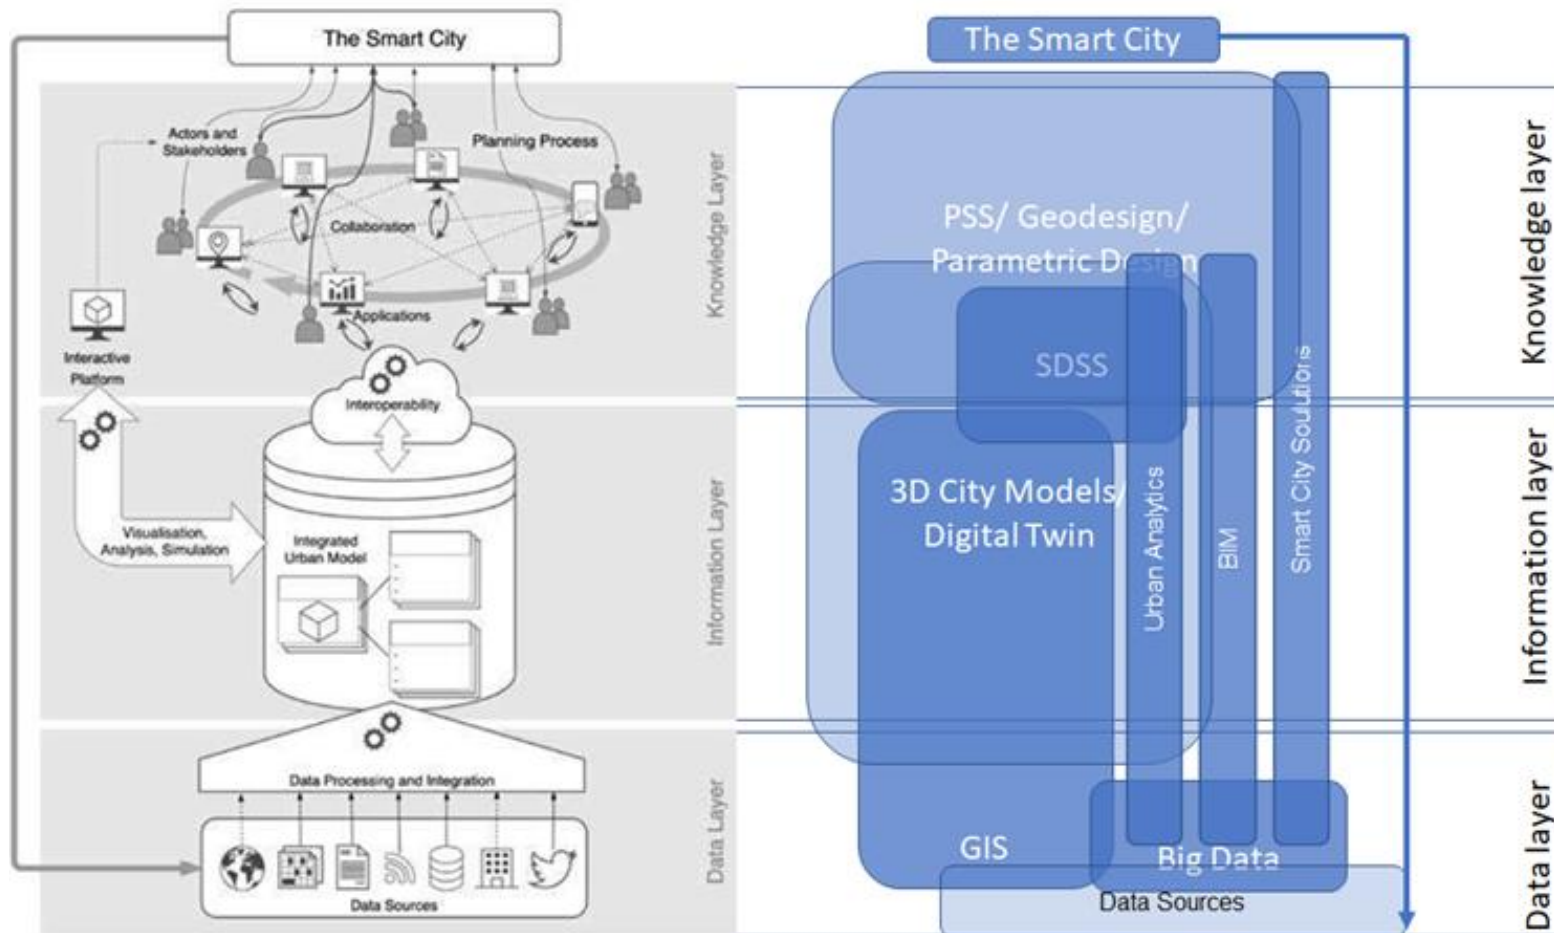 The Smart City
Actors and
Stakeholders
Planning Process
Collaboration
Applications
Interactive
Platform
Knowledge Layer
Interoperability
Visualisation,
Analysis, Simulation
Integrated
Urban Model
Information Layer
Data Processing and Integration
Data Sources
Data Layer
The Smart City
PSS/ Geodesign/
Parametric Design
SDSS
3D City Models/
Digital Twin
Urban Analytics
BIM
Smart City Soulutions
GIS
Big Data
Data Sources
Knowledge layer
Information layer
Data layer